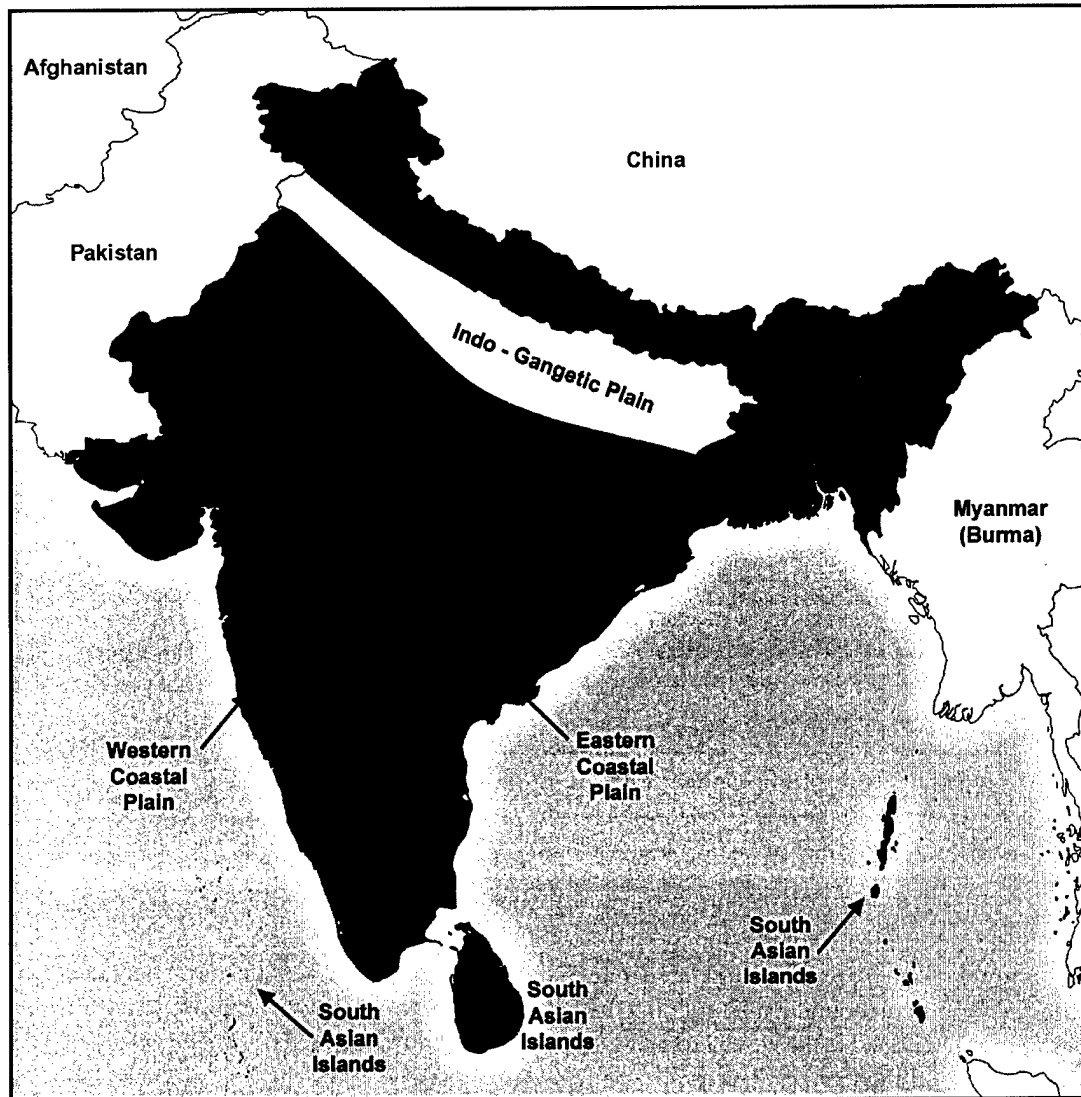 Afghanistan
China
Pakistan
Indo - Gangetic Plain
Myanmar
(Burma)
Western
Coastal
Plain
Eastern
Coastal
Plain
South
Asian
Islands
South
Asian
Islands
South
Asian
Islands